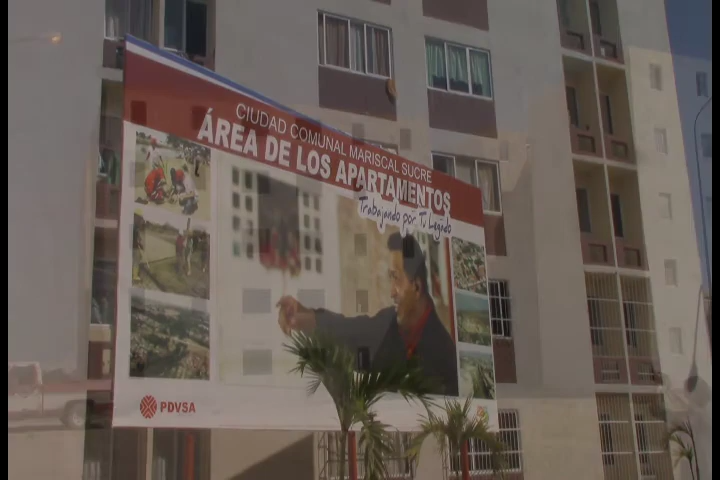 CIUDAD COMUNAL MARISCAL SUCRE
ÁREA DE LOS APARTAMENTOS
Trabajando por Tu Legado
PDVSA